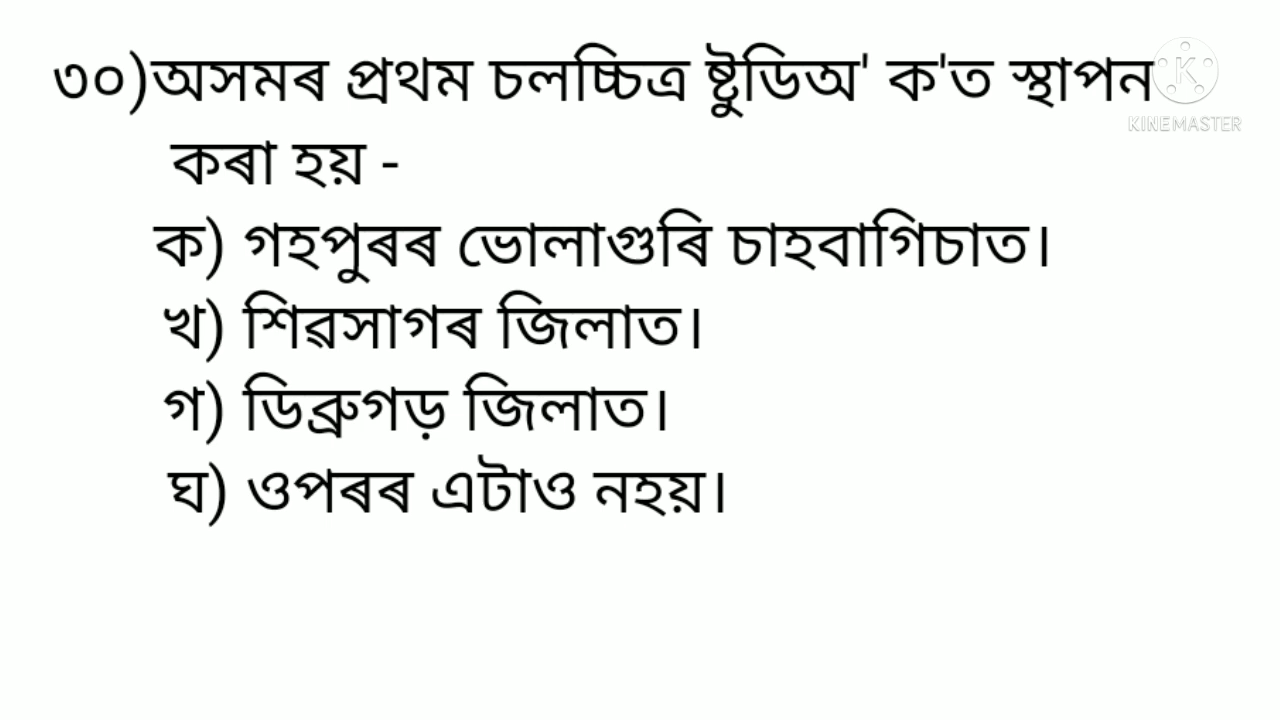 ৩০)অসমৰ প্ৰথম চলচ্চিত্ৰ ষ্টুডিঅ' ক'ত স্থাপন
কৰা হয় -
ক) গহপুৰৰ ভোলাগুৰি চাহবাগিচাত।
খ) শিৱসাগৰ জিলাত।
গ) ডিব্ৰুগড় জিলাত।
ঘ) ওপৰৰ এটাও নহয়।
K
KINEMASTER